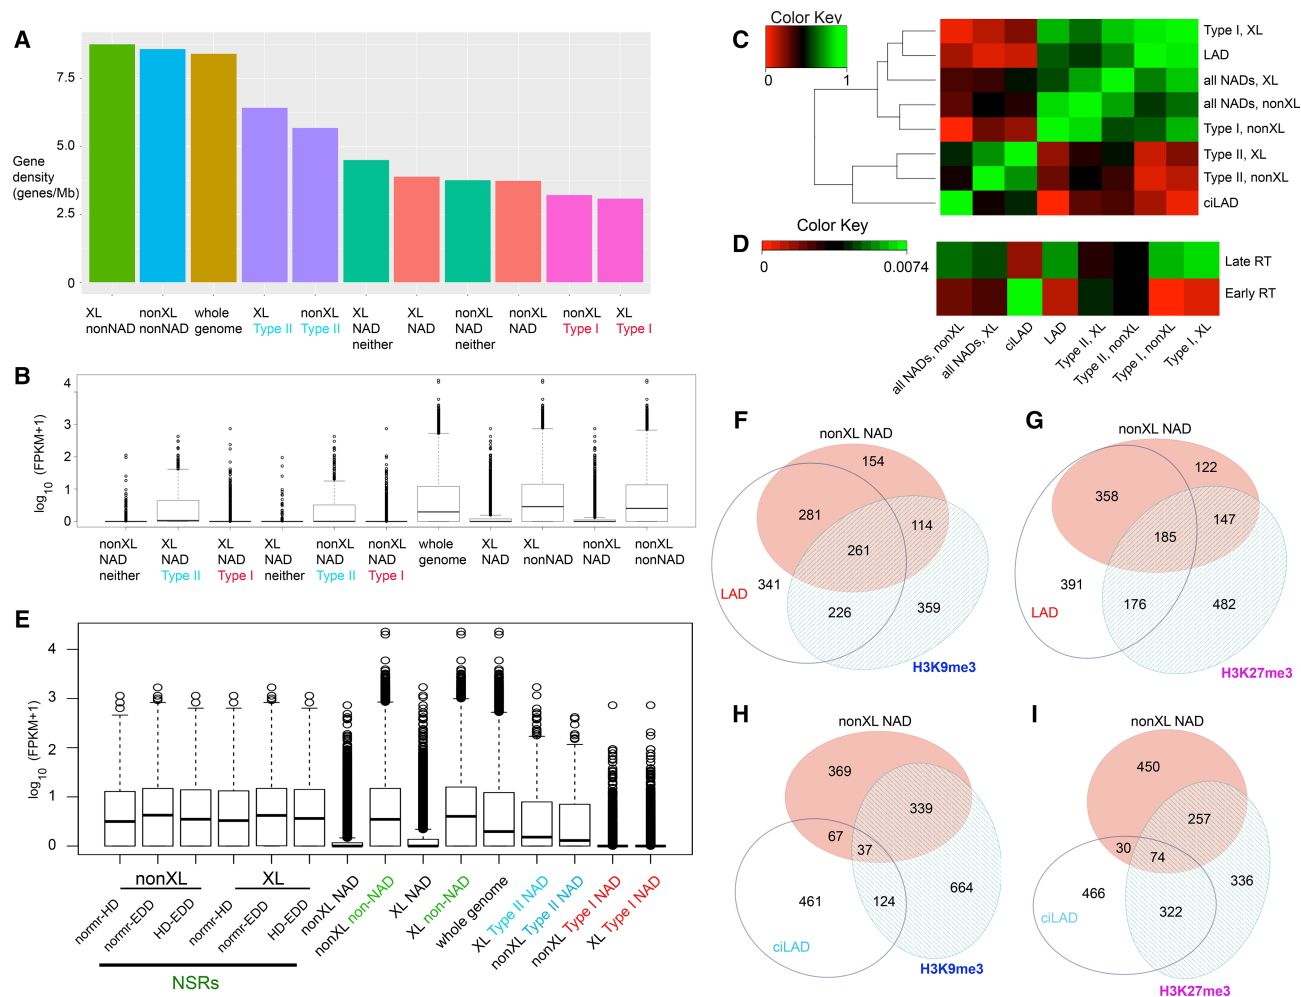 A
7.5
5.0
2.5
0
Gene
density
(genes/Mb)
XL
nonNAD
nonXL
nonNAD
whole
genome
XL
Type II
nonXL
Type II
XL
NAD
neither
XL
NAD
nonXL
NAD
neither
nonXL
NAD
nonXL
Type I
XL
Type I
B
log10 (FPKM+1)
4
3
2
1
0
nonXL
NAD
neither
XL
NAD
Type II
XL
NAD
Type I
XL
NAD
neither
nonXL
NAD
Type II
nonXL
NAD
Type I
whole
genome
XL
NAD
XL
nonNAD
nonXL
NAD
nonXL
nonNAD
C
Color Key
0 1
Type I, XL
LAD
all NADs, XL
all NADs, nonXL
Type I, nonXL
Type II, XL
Type II, nonXL
ciLAD
D
Color Key
0 0.0074
Late RT
Early RT
all NADs, nonXL
all NADs, XL
ciLAD
LAD
Type II, XL
Type II, nonXL
Type I, nonXL
Type I, XL
E
log10 (FPKM+1)
4
3
2
1
0
normr-HD
normr-EDD
HD-EDD
normr-HD
normr-EDD
HD-EDD
nonXL NAD
nonXL non-NAD
XL NAD
XL non-NAD
whole genome
XL Type II NAD
nonXL Type II NAD
nonXL Type I NAD
XL Type I NAD
nonXL
XL
NSRs
F
nonXL NAD
154
281
114
261
341
LAD
226
359
H3K9me3
G
nonXL NAD
122
358
147
185
391
LAD
176
482
H3K27me3
H
nonXL NAD
369
339
67
37
664
461
124
ciLAD
H3K9me3
I
nonXL NAD
450
257
30
74
336
466
322
ciLAD
H3K27me3